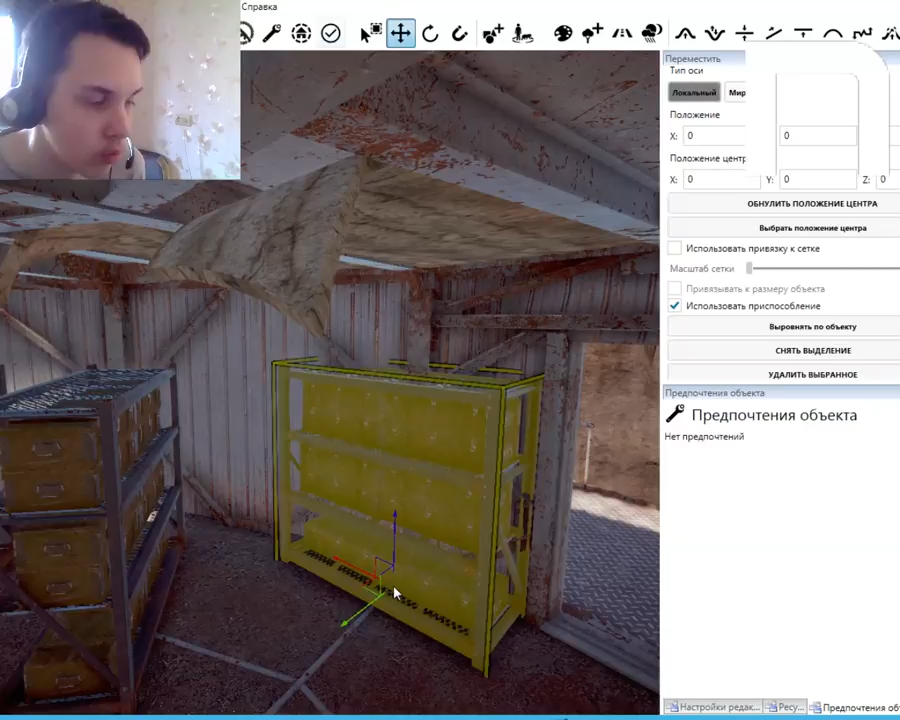 Справка
Переместить
Тип оси
Локальный Мир
Положение
X: 0 0
Положение центр
X: 0 Y: 0 Z: 0
ОБНУЛИТЬ ПОЛОЖЕНИЕ ЦЕНТРА
Выбрать положение центра
Использовать привязку к сетке
Масштаб сетки
Привязывать к размеру объекта
Использовать приспособление
Выровнять по объекту
СНЯТЬ ВЫДЕЛЕНИЕ
УДАЛИТЬ ВЫБРАННОЕ
Предпочтения объекта
Предпочтения объекта
Нет предпочтений
Настройки редак... Ресу... Предпочтения об